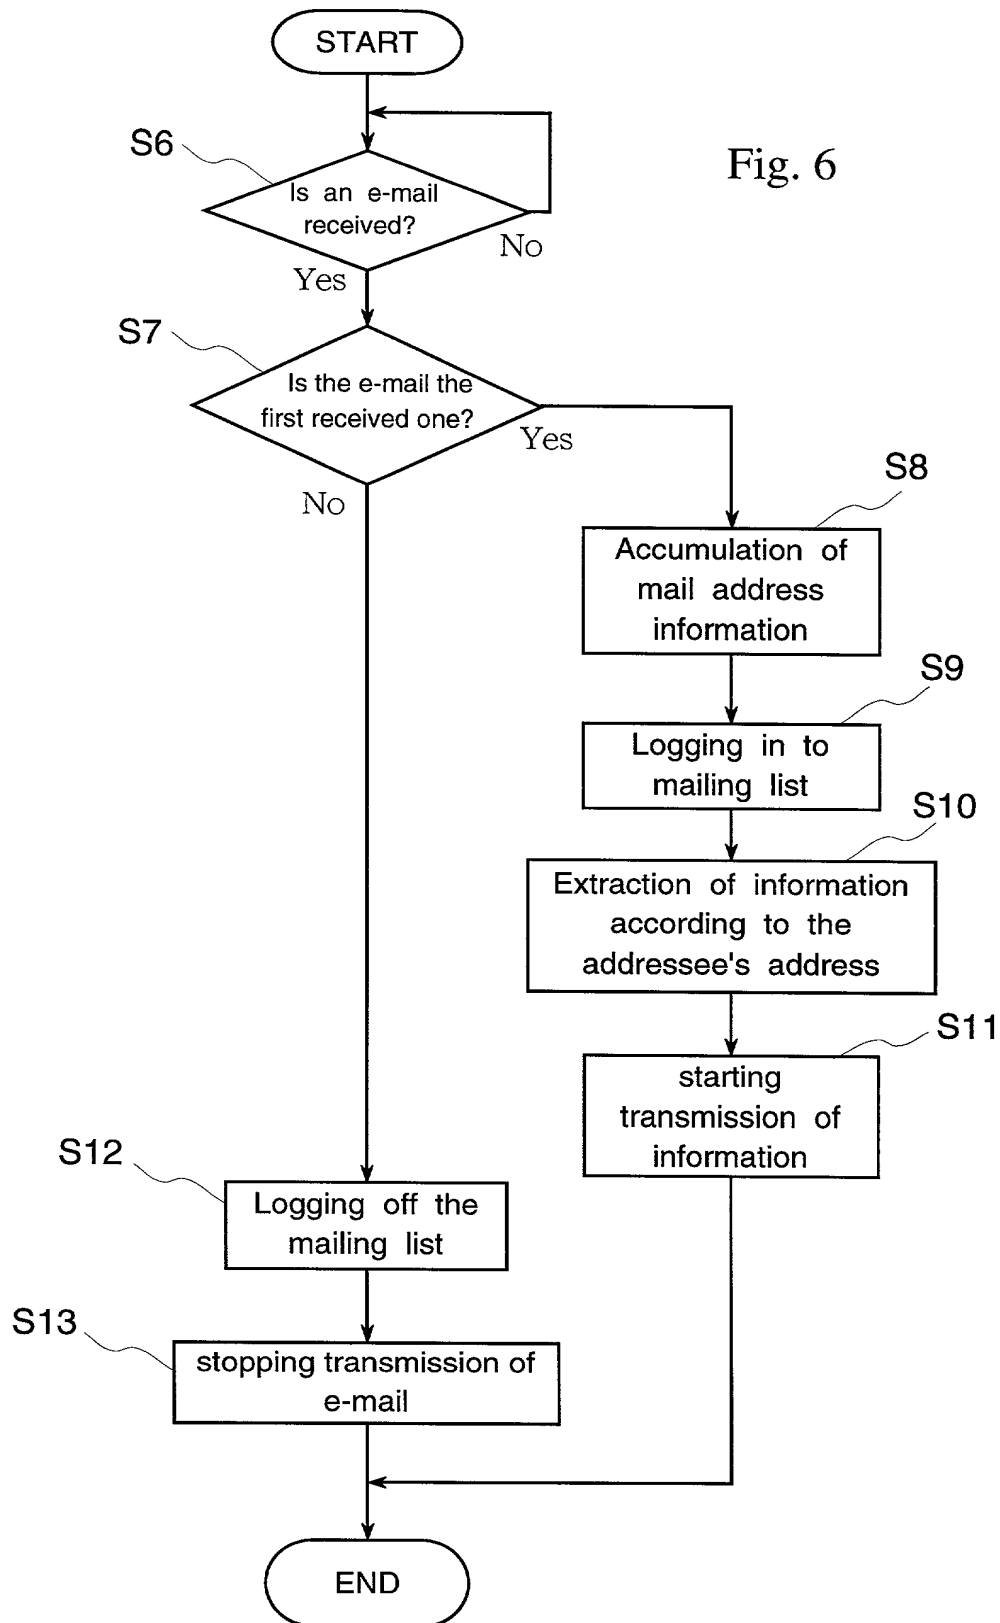 START
S6
Fig. 6
Is an e-mail
received?
No
Yes
S7
Is the e-mail the
first received one?
Yes
No
S8
Accumulation of
mail address
information
S9
Logging in to
mailing list
S10
Extraction of information
according to the
addressee's address
S11
starting
transmission of
information
S12
Logging off the
mailing list
S13
stopping transmission of
e-mail
END